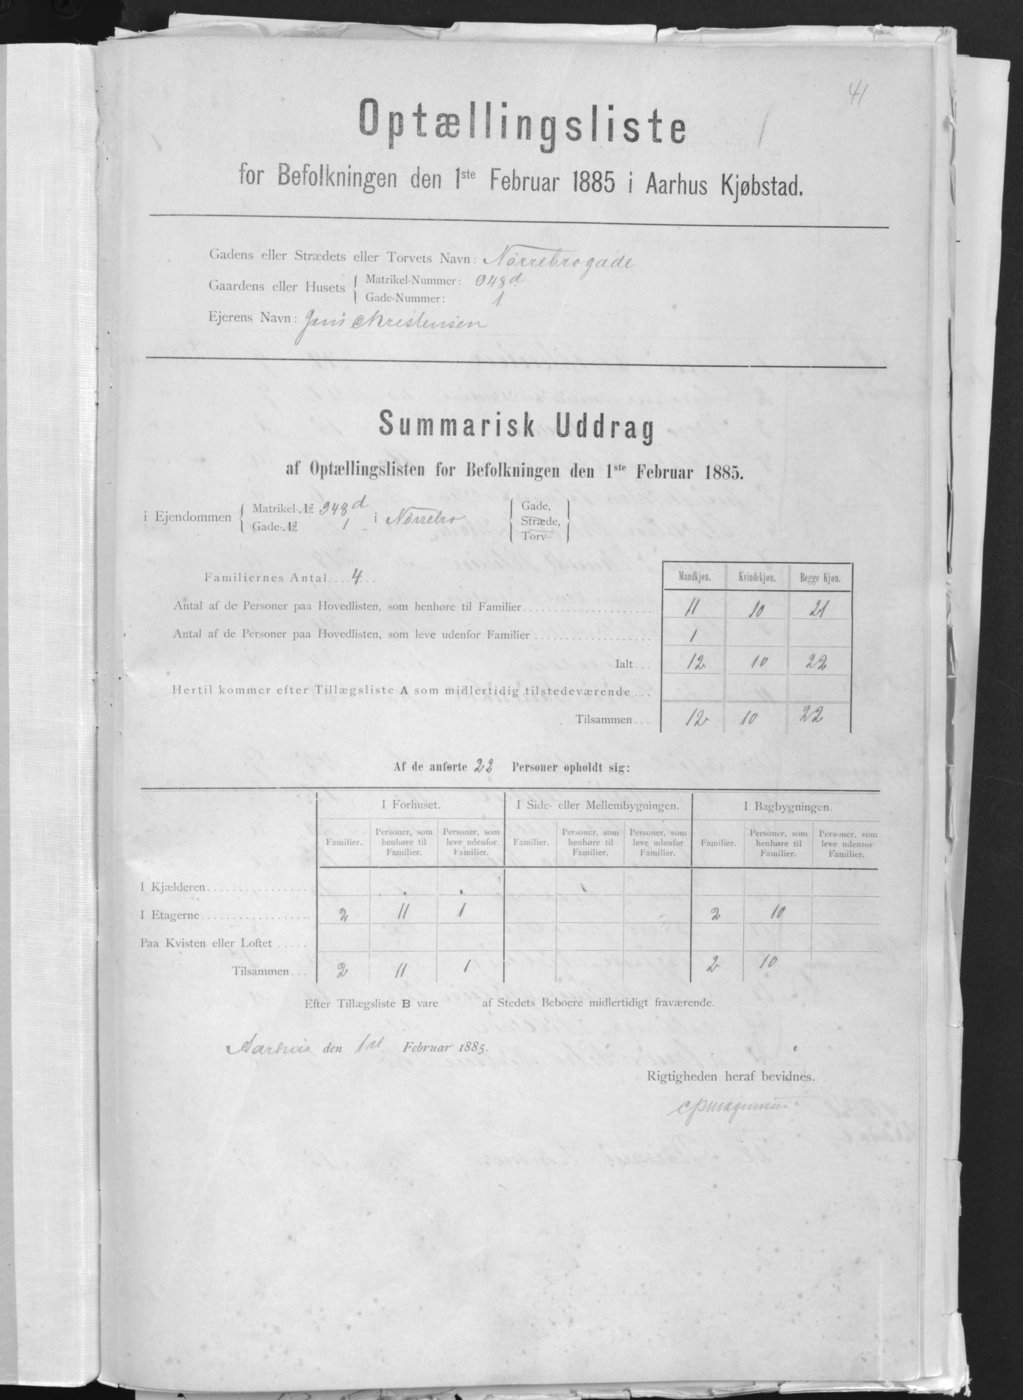 41
Optællingsliste
for Befolkningen den 1ste Februar 1885 i Aarhus Kjøbstad.
Gadens eller Strædets eller Torvets Navn: Nørrebrogade
Gaardens eller Husets { Matrikel-Nummer: 948d
Gade-Nummer: 1
Ejerens Navn: Jens Christensen
Summarisk Uddrag
af Optællingslisten for Befolkningen den 1ste Februar 1885.
i Ejendommen { Matrikel-№ 948d i Nørrebro { Gade, }
Gade-№ 1 Stræde,
Torv
Familiernes Antal.... 4
Mandkjøn. Kvindekjøn. Begge Kjøn.
Antal af de Personer paa Hovedlisten, som henhøre til Familier 11 10 21
Antal af de Personer paa Hovedlisten, som leve udenfor Familier 1
Ialt... 12 10 22
Hertil kommer efter Tillægsliste A som midlertidig tilstedeværende...
Tilsammen... 12 10 22
Af de anførte 22 Personer opholdt sig:
I Forhuset. I Side- eller Mellembygningen. I Bagbygningen.
Familier. Personer, som henhøre til Familier. Personer, som leve udenfor Familier. Familier. Personer, som henhøre til Familier. Personer, som leve udenfor Familier. Familier. Personer, som henhøre til Familier. Personer, som leve udenfor Familier.
I Kjælderen
I Etagerne 2 11 1 2 10
Paa Kvisten eller Loftet
Tilsammen... 2 11 1 2 10
Efter Tillægsliste B vare af Stedets Beboere midlertidigt fraværende.
Aarhus den 1st Februar 1885.
Rigtigheden heraf bevidnes.